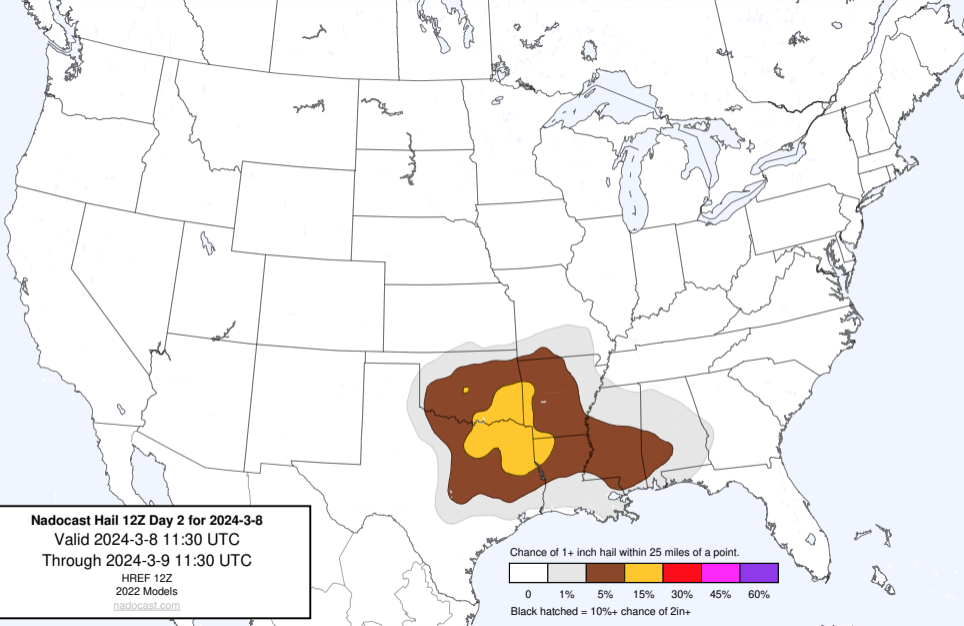 Nadocast Hail 12Z Day 2 for 2024-3-8
Valid 2024-3-8 11:30 UTC
Through 2024-3-9 11:30 UTC
HREF 12Z
2022 Models
nadocast.com
Chance of 1+ inch hail within 25 miles of a point.
0 1% 5% 15% 30% 45% 60%
Black hatched = 10%+ chance of 2in+